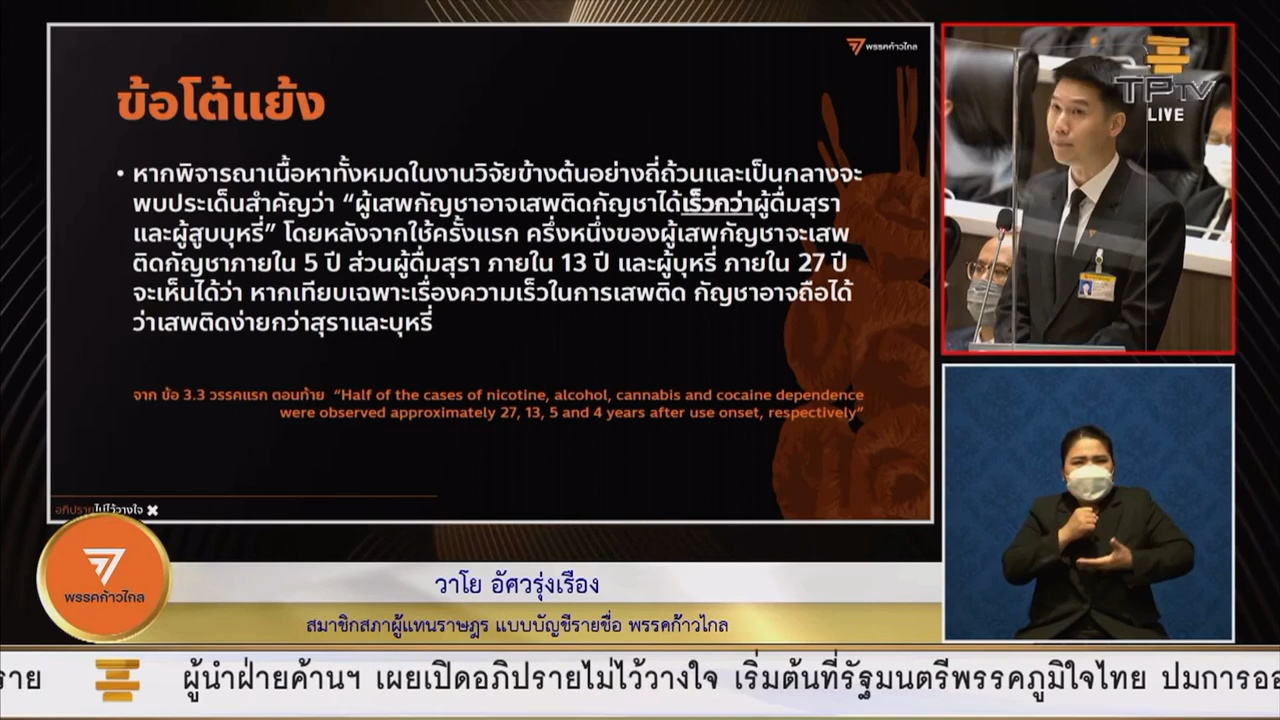 พรรคก้าวไกล
ข้อโต้แย้ง
• หากพิจารณาเนื้อหาทั้งหมดในงานวิจัยข้างต้นอย่างถี่ถ้วนและเป็นกลางจะ
พบประเด็นสำคัญว่า “ผู้เสพกัญชาอาจเสพติดกัญชาได้เร็วกว่าผู้ดื่มสุรา
และผู้สูบบุหรี่” โดยหลังจากใช้ครั้งแรก ครึ่งหนึ่งของผู้เสพกัญชาจะเสพ
ติดกัญชาภายใน 5 ปี ส่วนผู้ดื่มสุรา ภายใน 13 ปี และผู้บุหรี่ ภายใน 27 ปี
จะเห็นได้ว่า หากเทียบเฉพาะเรื่องความเร็วในการเสพติด กัญชาอาจถือได้
ว่าเสพติดง่ายกว่าสุราและบุหรี่
จาก ข้อ 3.3 วรรคแรก ตอนท้าย “Half of the cases of nicotine, alcohol, cannabis and cocaine dependence
were observed approximately 27, 13, 5 and 4 years after use onset, respectively”
อภิปรายไม่ไว้วางใจ
TPTV
LIVE
พรรคก้าวไกล
วาโย อัศวรุ่งเรือง
สมาชิกสภาผู้แทนราษฎร แบบบัญชีรายชื่อ พรรคก้าวไกล
ราย ผู้นำฝ่ายค้านฯ เผยเปิดอภิปรายไม่ไว้วางใจ เริ่มต้นที่รัฐมนตรีพรรคภูมิใจไทย ปมการออ